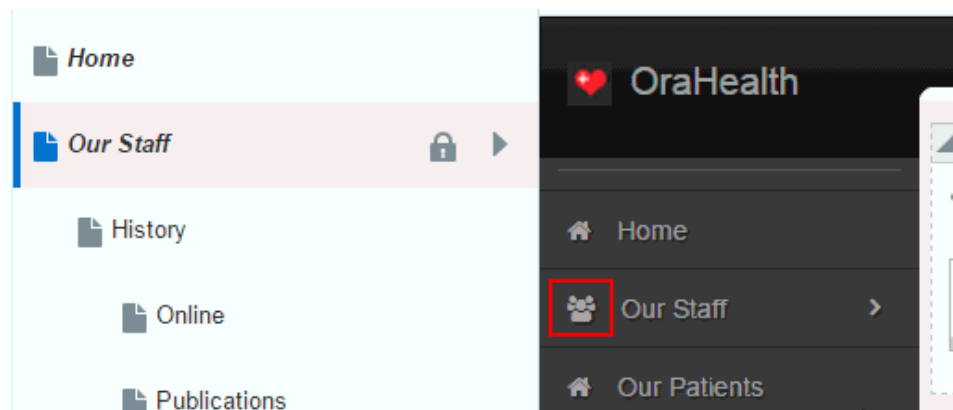 Home
Our Staff
History
Online
Publications
OraHealth
Home
Our Staff
Our Patients